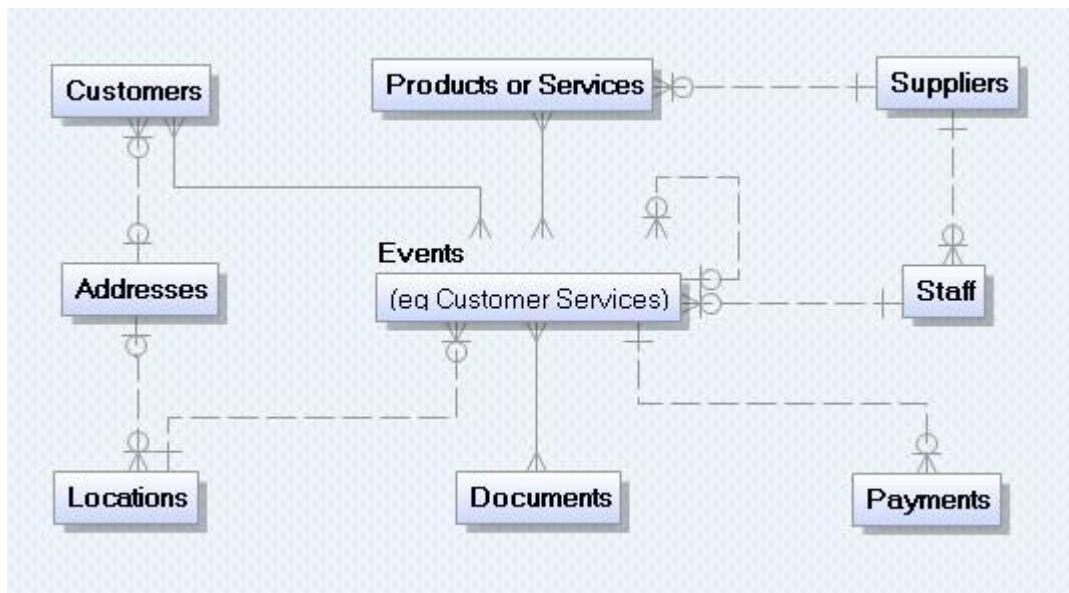 Customers
Products or Services
Suppliers
Events
Addresses
(eg Customer Services)
Staff
Locations
Documents
Payments